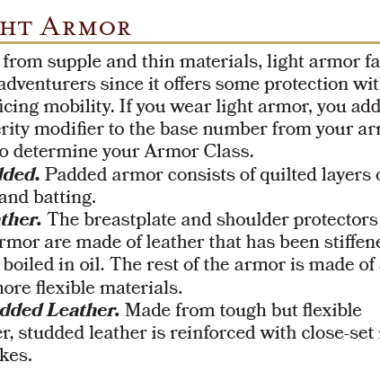 HT ARMOR
from supple and thin materials, light armor fa
adventurers since it offers some protection wit
ficing mobility. If you wear light armor, you add
erity modifier to the base number from your arm
o determine your Armor Class.
dded. Padded armor consists of quilted layers o
and batting.
ther. The breastplate and shoulder protectors
rmor are made of leather that has been stiffene
boiled in oil. The rest of the armor is made of
ore flexible materials.
dded Leather. Made from tough but flexible
r, studded leather is reinforced with close-set
kes.